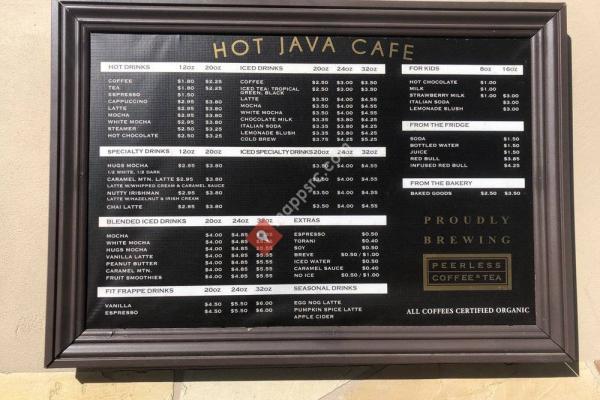 HOT JAVA CAFE
HOT DRINKS 12oz 20oz
COFFEE $1.80 $2.25
TEA $1.80 $2.25
ESPRESSO $1.50
CAPPUCCINO $2.95 $3.80
LATTE $2.95 $3.80
MOCHA $2.95 $3.80
WHITE MOCHA $2.95 $3.80
STEAMER $2.50 $3.25
HOT CHOCOLATE $2.50 $3.25
SPECIALTY DRINKS 12oz 20oz
HUGS MOCHA $2.95 $3.80
1/2 WHITE, 1/2 DARK
CARAMEL MTN. LATTE $2.95 $3.80
LATTE W/WHIPPED CREAM & CARAMEL SAUCE
NUTTY IRISHMAN $2.95 $3.80
LATTE W/HAZELNUT & IRISH CREAM
CHAI LATTE $2.95 $3.80
BLENDED ICED DRINKS 20oz 24oz 32oz
MOCHA $4.00 $4.85 $5.55
WHITE MOCHA $4.00 $4.85
HUGS MOCHA $4.00 $4.85
VANILLA LATTE $4.00 $4.85 $5.55
PEANUT BUTTER $4.00 $4.85 $5.55
CARAMEL MTN. $4.00 $4.85 $5.55
FRUIT SMOOTHIES $4.00 $4.85 $5.55
FIT FRAPPE DRINKS 20oz 24oz 32oz
VANILLA $4.50 $5.50 $6.00
ESPRESSO $4.50 $5.50 $6.00
ICED DRINKS 20oz 24oz 32oz
COFFEE $2.50 $3.00 $3.50
ICED TEA: TROPICAL $2.50 $3.00 $3.50
GREEN, BLACK
LATTE $3.50 $4.00 $4.55
MOCHA $3.50 $4.00 $4.55
WHITE MOCHA $3.50 $4.00 $4.55
CHOCOLATE MILK $3.35 $3.80 $4.25
ITALIAN SODA $3.35 $3.80 $4.25
LEMONADE SLUSH $3.35 $3.80 $4.25
COLD BREW $3.75 $4.25 $5.25
ICED SPECIALTY DRINKS 20oz 24oz 32oz
$3.50 $4.00 $4.55
$4.00 $4.55
$3.50 $4.00 $4.55
$3.50 $4.00 $4.55
EXTRAS
ESPRESSO $0.50
TORANI $0.40
SOY $0.50
BREVE $0.50 / $1.00
ICED WATER $0.50
CARAMEL SAUCE $0.40
NO ICE $0.50 / $1.00
SEASONAL DRINKS
EGG NOG LATTE
PUMPKIN SPICE LATTE
APPLE CIDER
FOR KIDS 8oz 16oz
HOT CHOCOLATE $1.00
MILK $1.00
STRAWBERRY MILK $1.00 $3.00
ITALIAN SODA $3.00
LEMONADE SLUSH $3.00
FROM THE FRIDGE
SODA $1.50
BOTTLED WATER $1.50
JUICE $1.50
RED BULL $3.85
INFUSED RED BULL $4.25
FROM THE BAKERY
BAKED GOODS $2.50 $3.50
PROUDLY
BREWING
PEERLESS
COFFEE & TEA
ALL COFFEES CERTIFIED ORGANIC